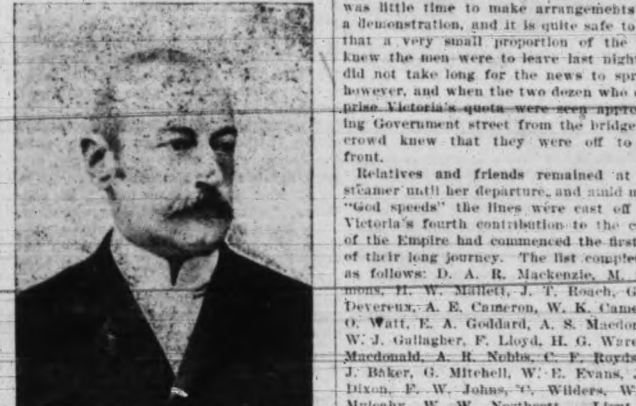 was little time to make arrangements
a demonstration, and it is quite safe to
that a very small proportion of the
knew the men were to leave last night
did not take long for the news to spr
however, and when the two dozen who c
prise Victoria's quota were seen appro
ing Government street from the bridge
crowd knew that they were off to
front.
Relatives and friends remained at
steamer until her departure, and amid m
"God speeds" the lines were cast off
Victoria's fourth contribution to the c
of the Empire had commenced the first
of their long journey. The list complet
as follows: D. A. R. Mackenzie, M.
mons, H. W. Mallett, J. T. Roach, G
Devereux, A. E. Cameron, W. K. Came
O. Watt, E. A. Goddard, A. S. Macdon
W. J. Gallagher, F. Lloyd, H. G. Ware
Macdonald, A. R. Nobbs, C. F. Royds
J. Baker, G. Mitchell, W. E. Evans, J
Dixon, F. W. Johns, C. Wilders, W
Mulcahy, W. W. Northcott, Lieut